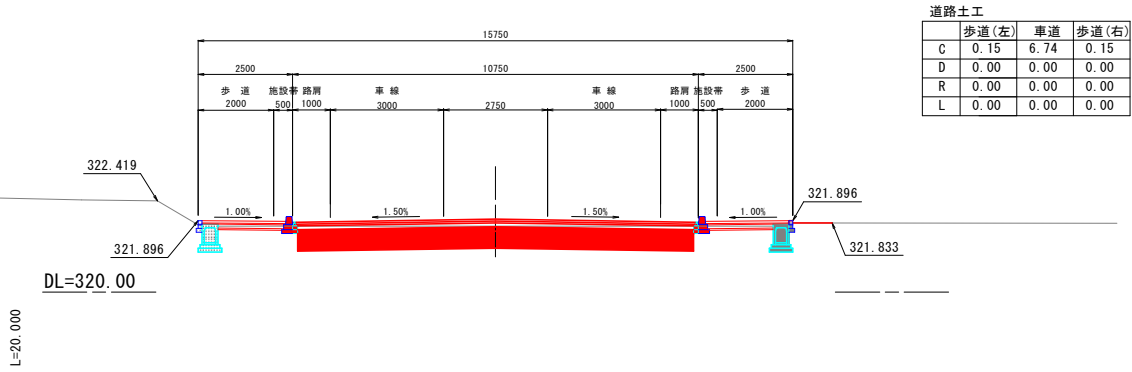 道路土工
歩道(左) 車道 歩道(右)
C 0.15 6.74 0.15
D 0.00 0.00 0.00
R 0.00 0.00 0.00
L 0.00 0.00 0.00
15750
2500 10750 2500
歩 道 施設帯 路肩 車 線 車 線 路肩 施設帯 歩 道
2000 500 1000 3000 2750 3000 1000 500 2000
322.419
321.896
1.00% 1.50% 1.50% 1.00%
321.896
321.833
DL=320.00
L=20.000